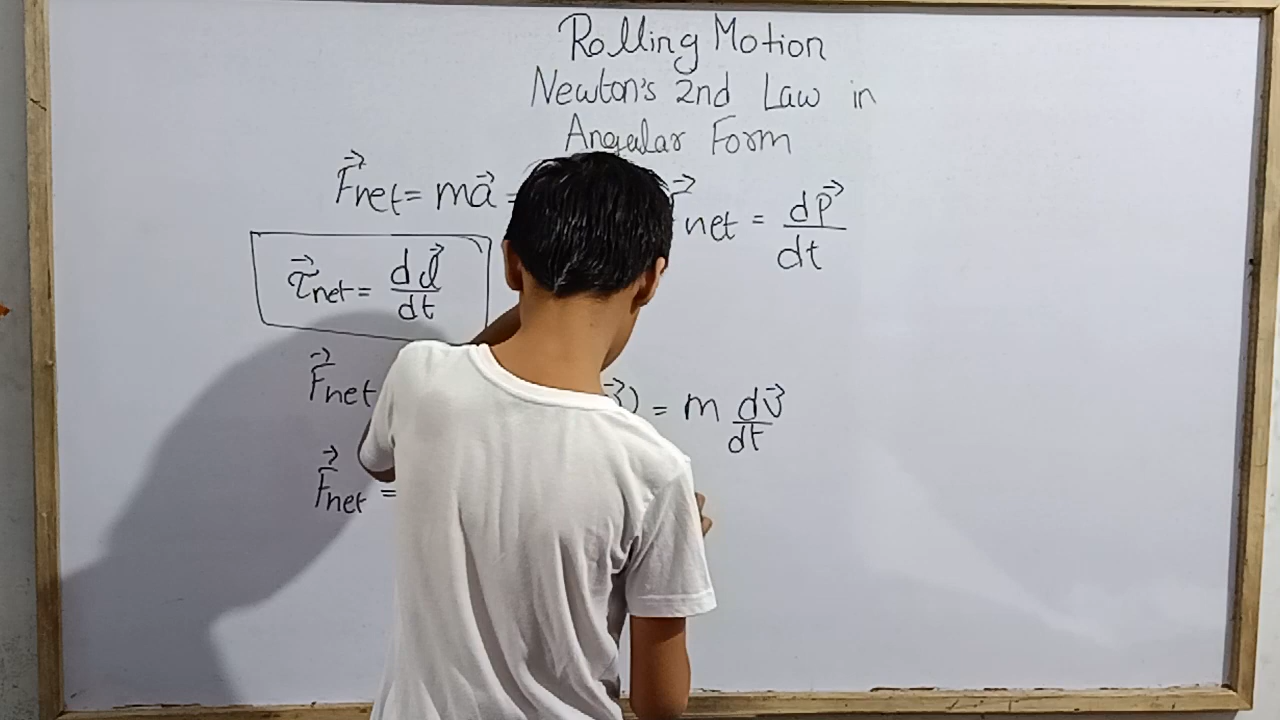 Rolling Motion
Newton's 2nd Law in
Angular Form
F⃗net = ma⃗ = net = dp⃗/dt
τ⃗net = dl⃗/dt
F⃗net ) = m dv⃗/dt
F⃗net =